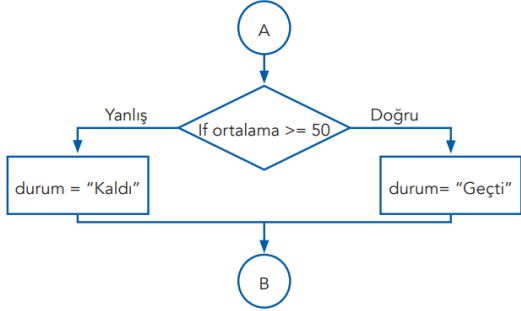 A
Yanlış
If ortalama >= 50
Doğru
durum = “Kaldı”
durum= “Geçti”
B